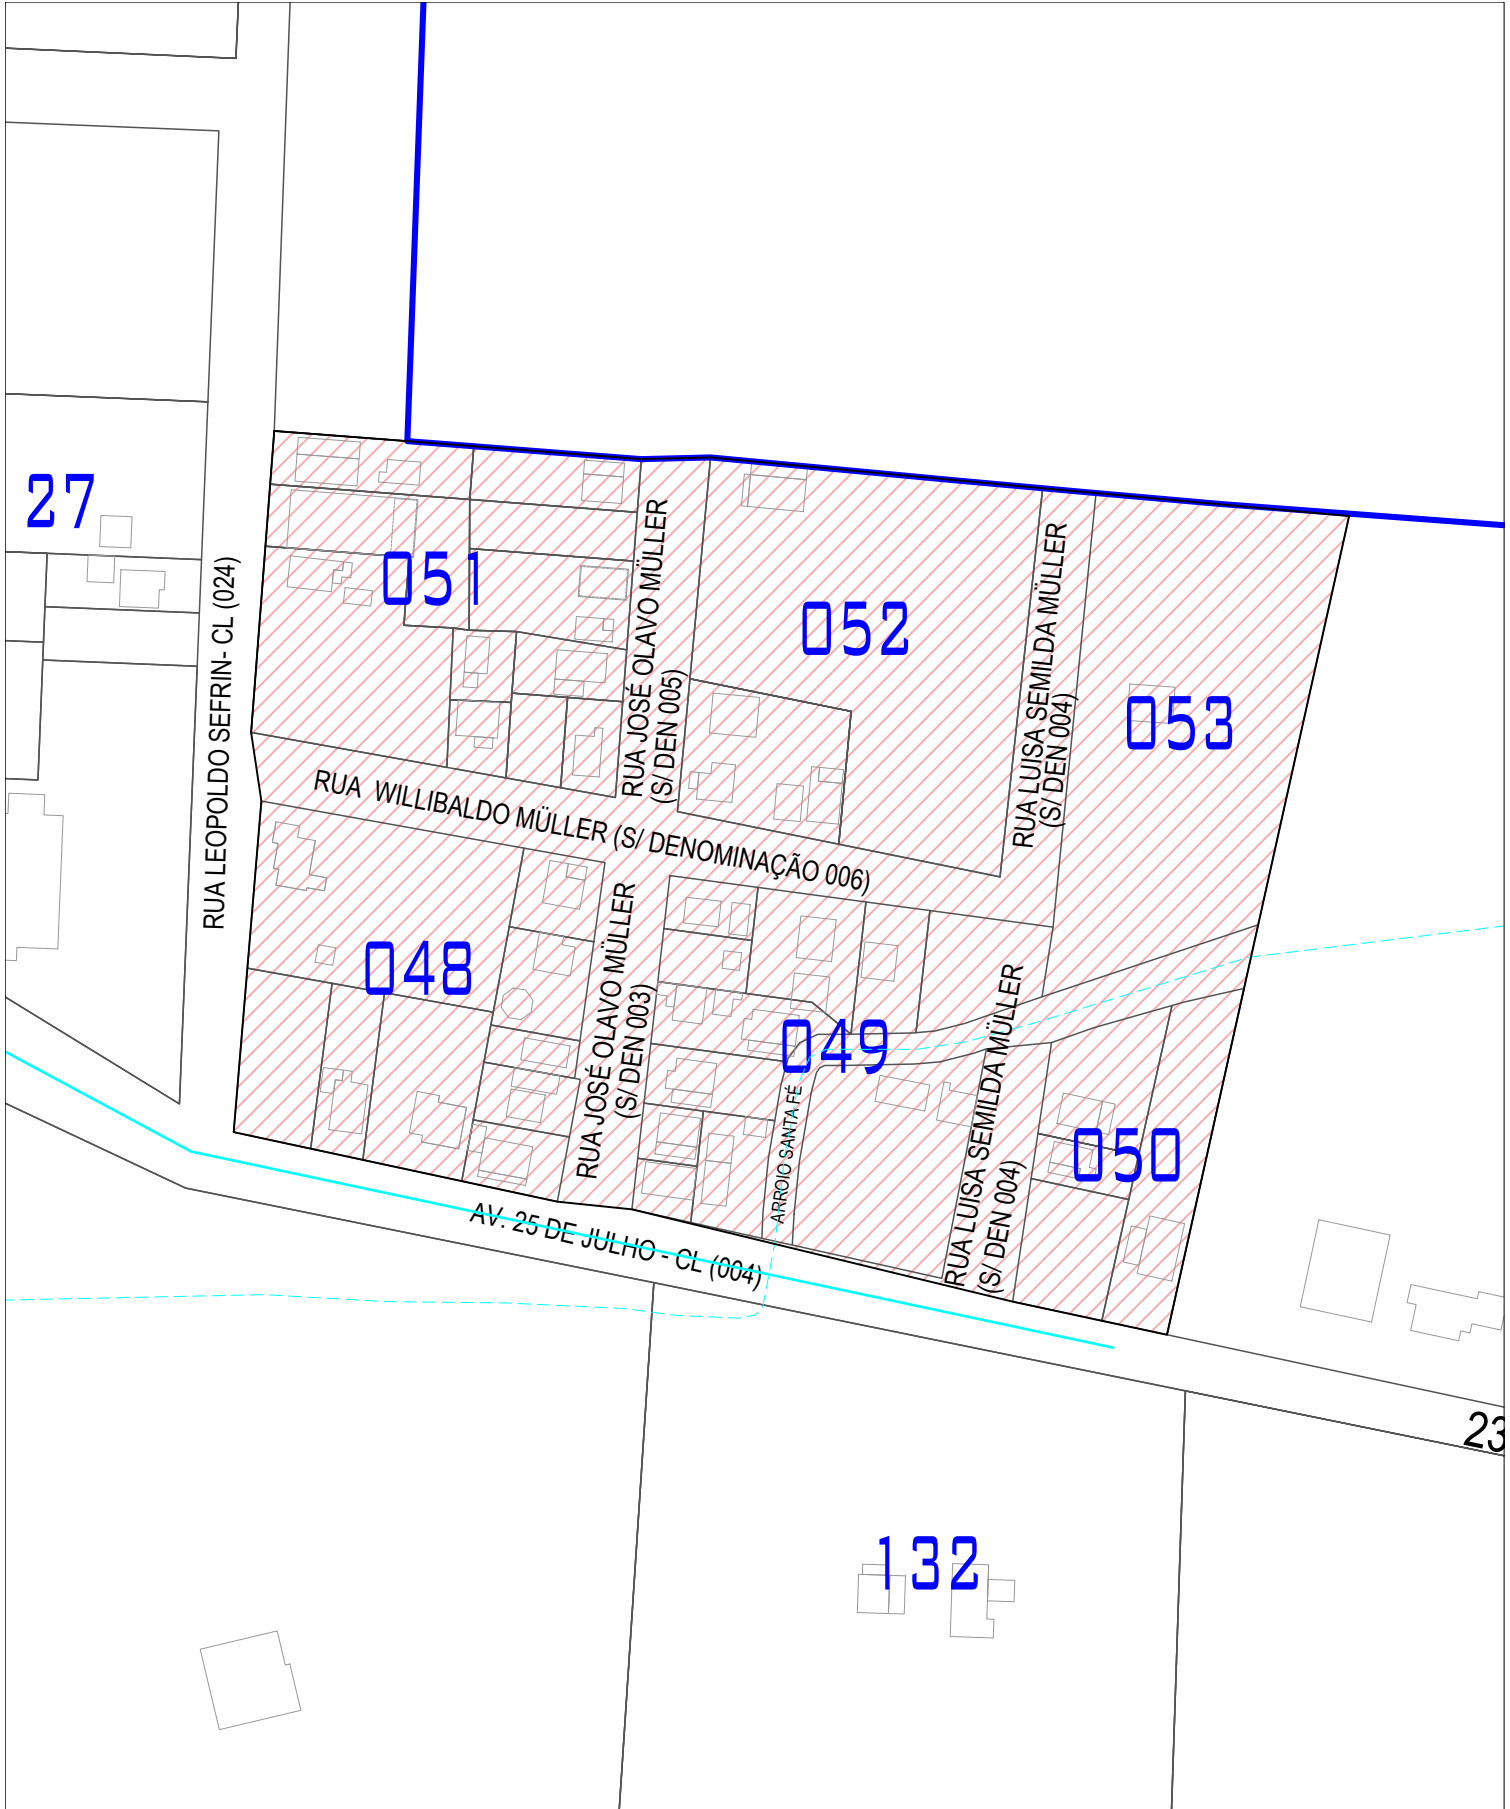 27
051
052
053
RUA JOSÉ OLAVO MÜLLER
(S/ DEN 005)
RUA LUISA SEMILDA MÜLLER
(S/ DEN 004)
RUA LEOPOLDO SEFRIN- CL (024)
RUA WILLIBALDO MÜLLER (S/ DENOMINAÇÃO 006)
048
049
050
RUA JOSÉ OLAVO MÜLLER
(S/ DEN 003)
ARROIO SANTA FÉ
RUA LUISA SEMILDA MÜLLER
(S/ DEN 004)
AV. 25 DE JULHO - CL (004)
23
132